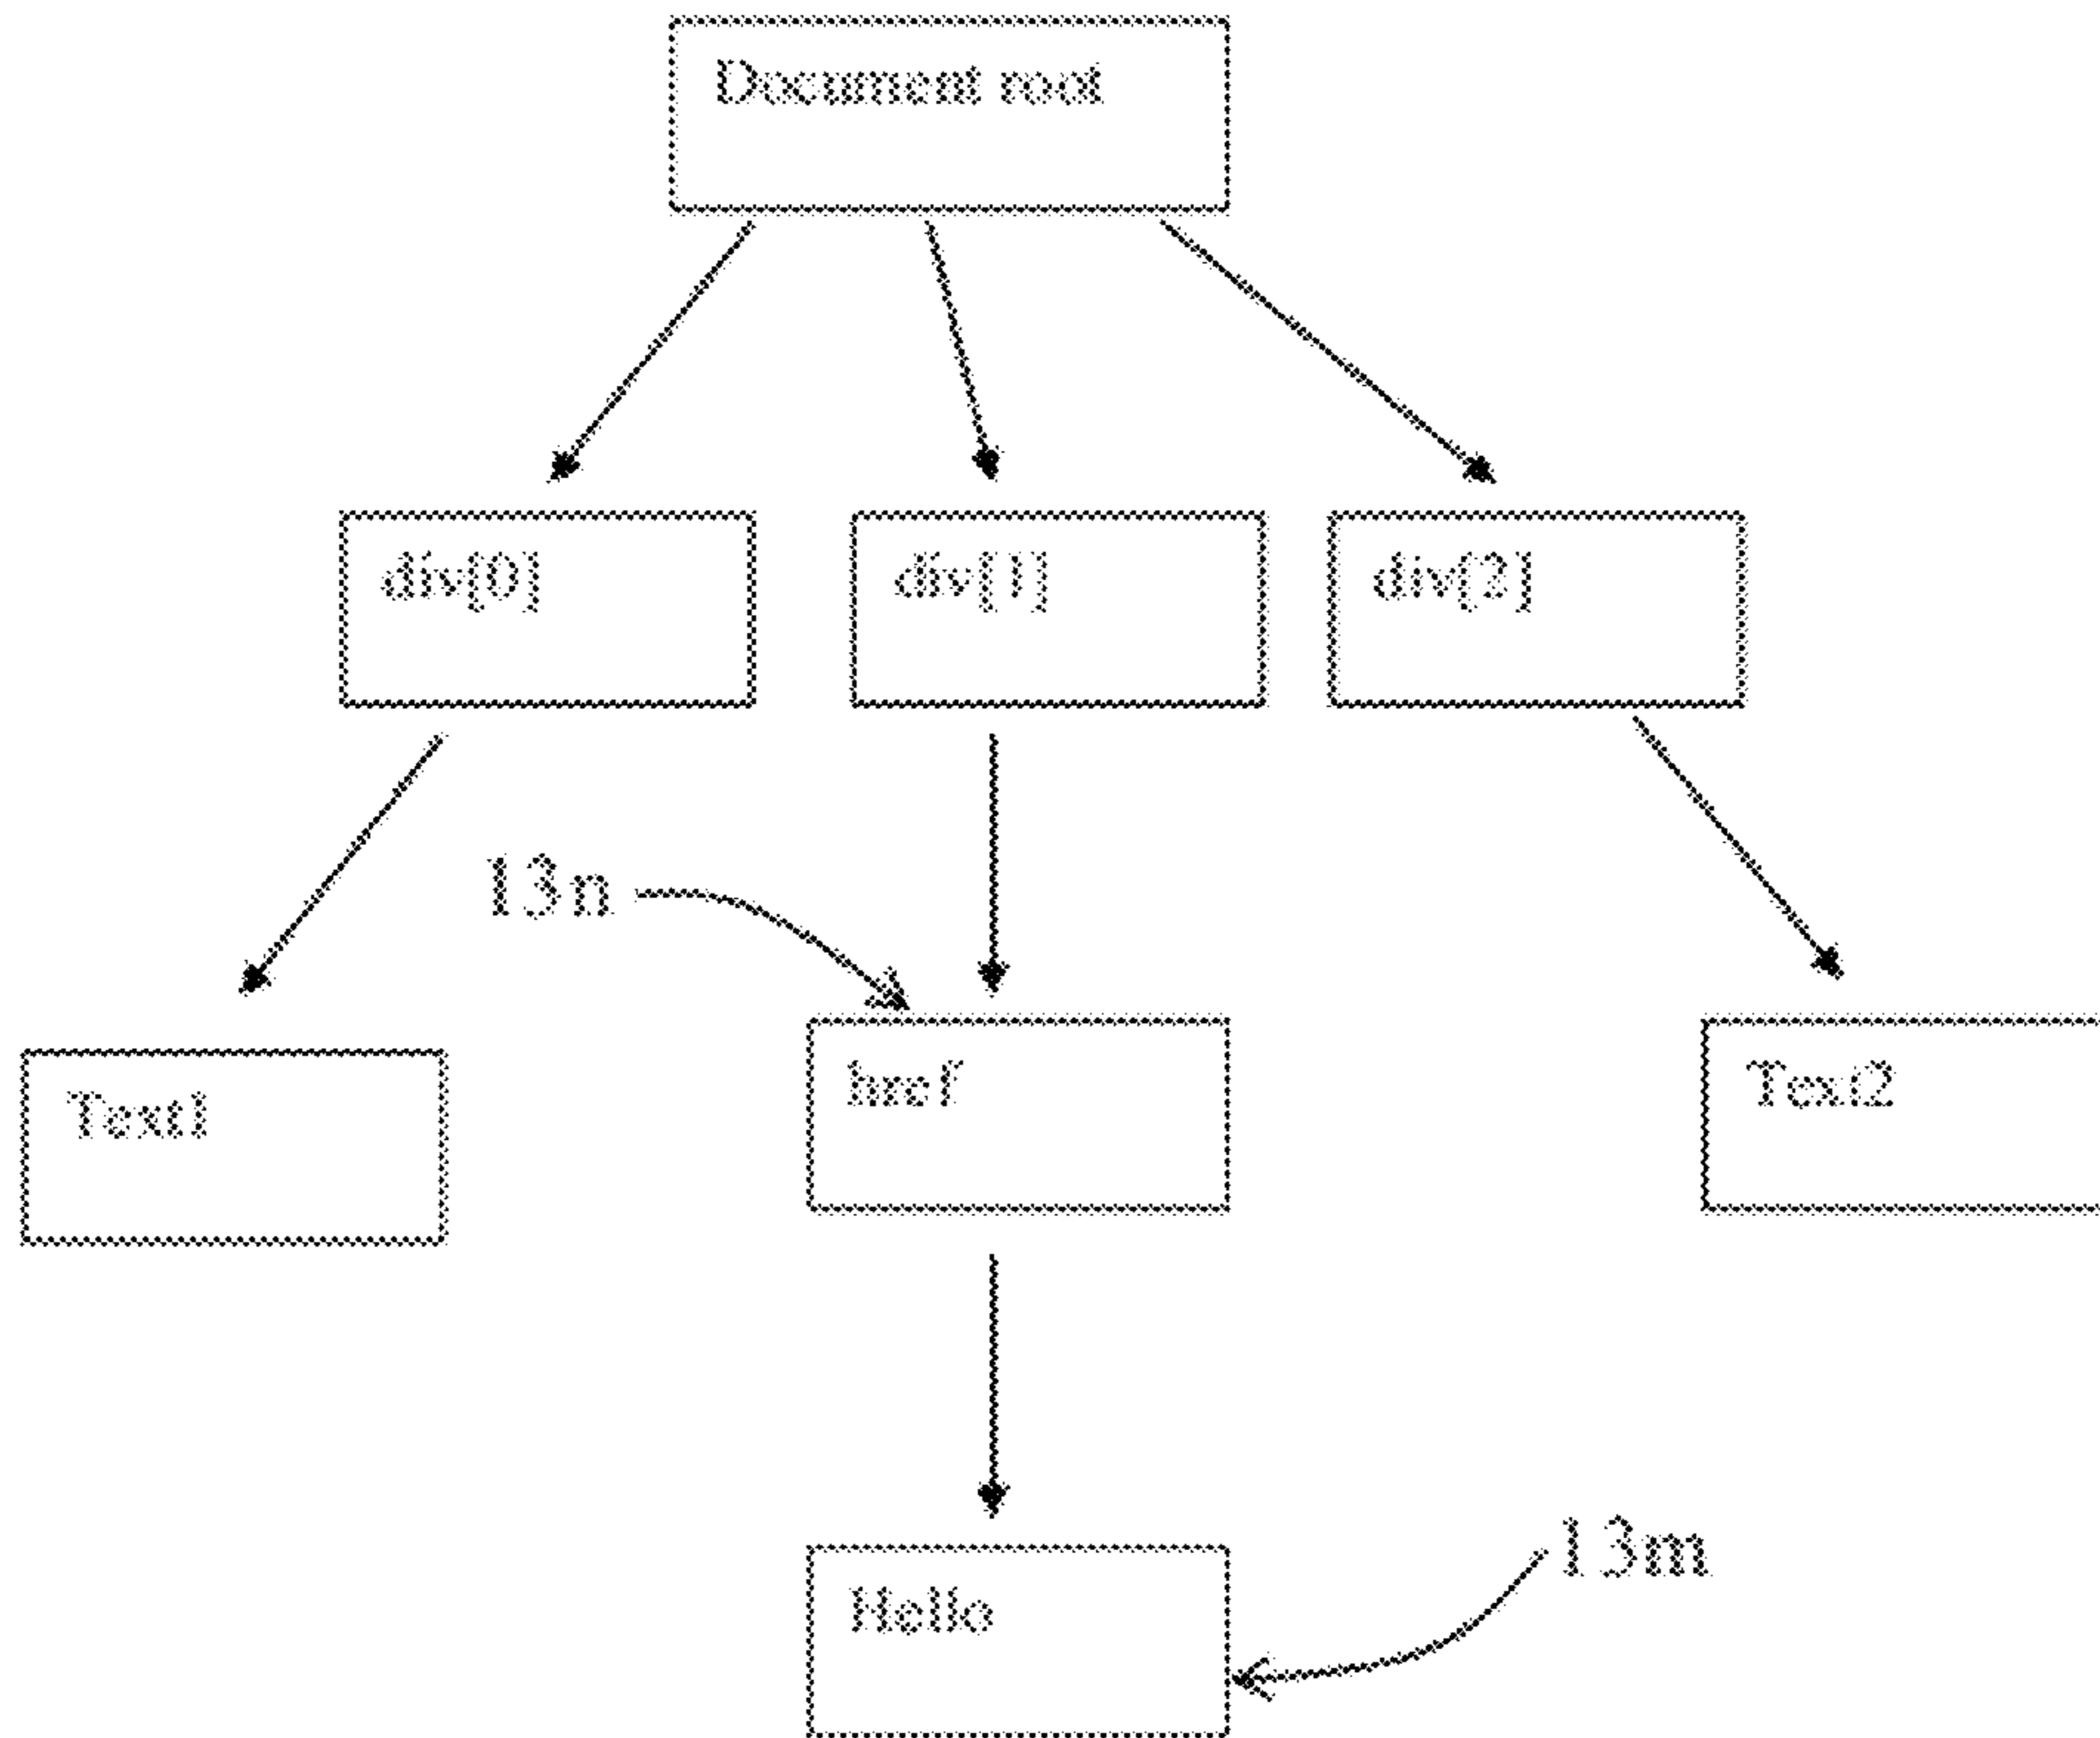 Document root
div[0]
div[1]
div[2]
13n
Text1
href
Text2
Hello
13m